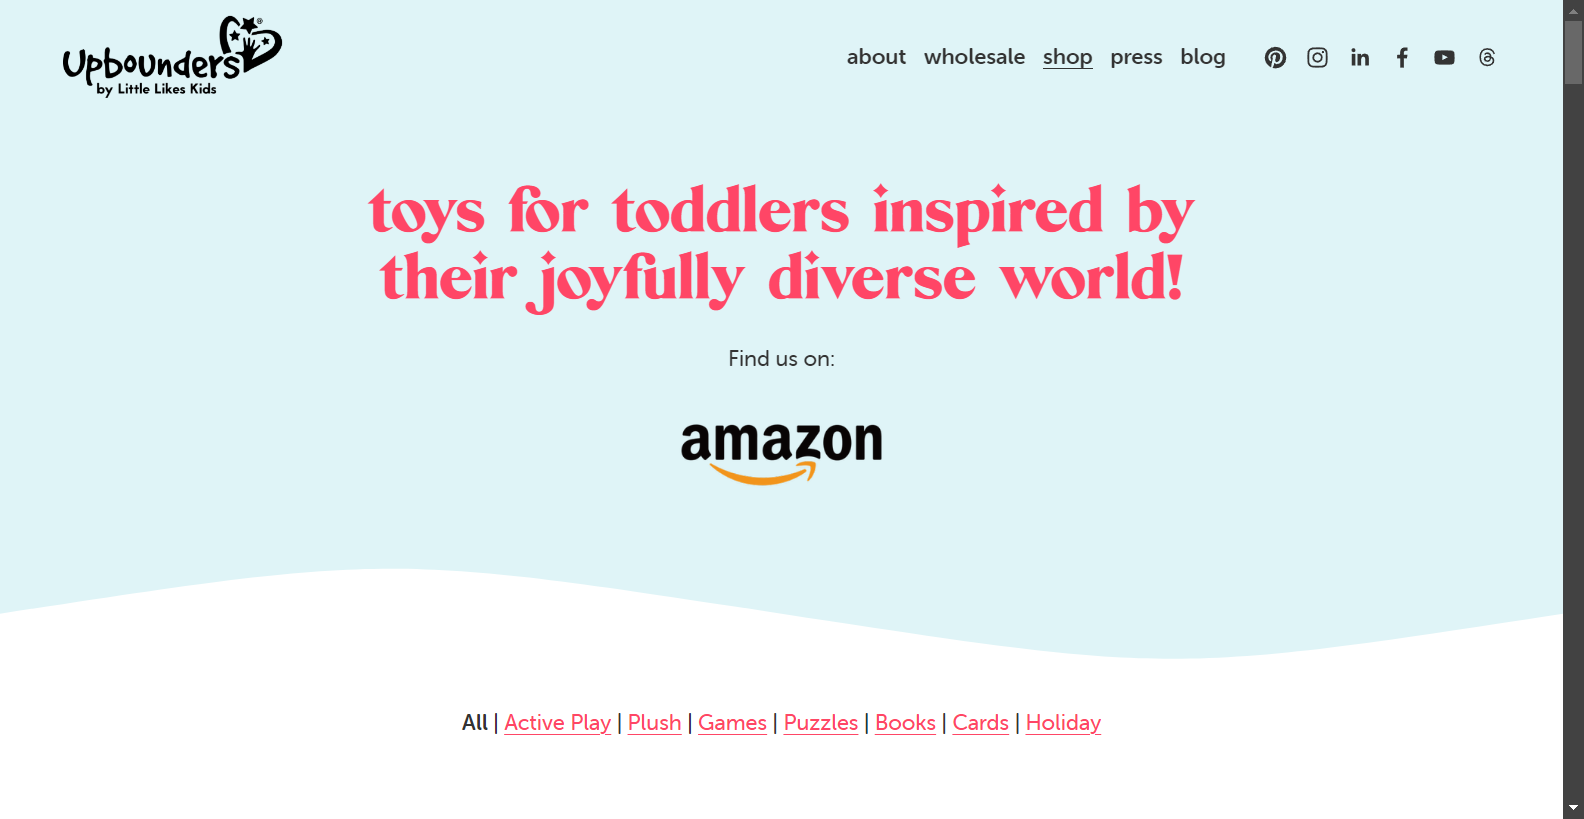 Upbounders®
by Little Likes Kids
about wholesale shop press blog
toys for toddlers inspired by
their joyfully diverse world!
Find us on:
amazon
All | Active Play | Plush | Games | Puzzles | Books | Cards | Holiday